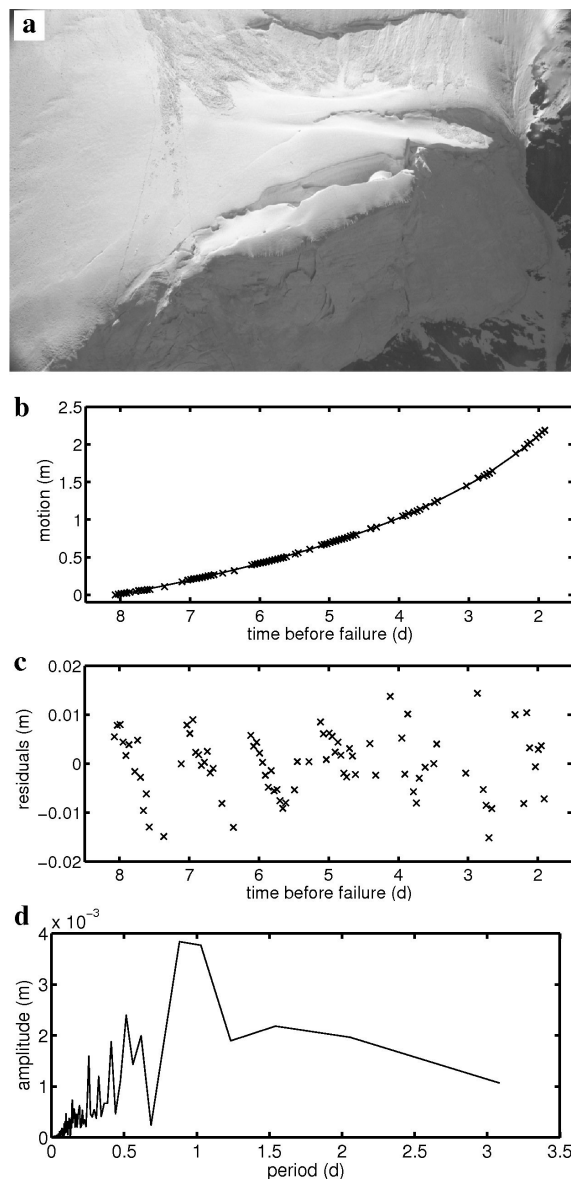 a
b
2.5
2
1.5
1
0.5
0
motion (m)
8 7 6 5 4 3 2
time before failure (d)
c
0.02
0.01
0
−0.01
−0.02
residuals (m)
8 7 6 5 4 3 2
time before failure (d)
d
x 10⁻³
4
3
2
1
0
amplitude (m)
0 0.5 1 1.5 2 2.5 3 3.5
period (d)